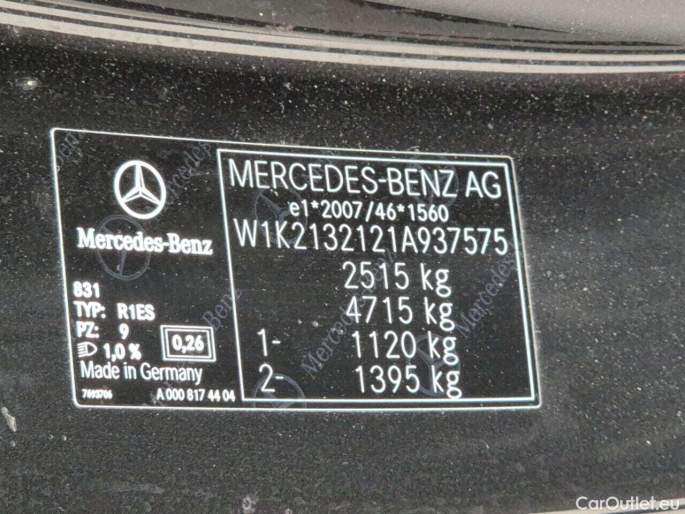 Mercedes-Benz
831
TYP: R1ES
PZ: 9
1,0 %
0,26
Made in Germany
7693706
A 000 817 44 04
MERCEDES-BENZ AG
e1*2007/46*1560
W1K2132121A937575
2515 kg
4715 kg
1- 1120 kg
2- 1395 kg
CarOutlet.eu